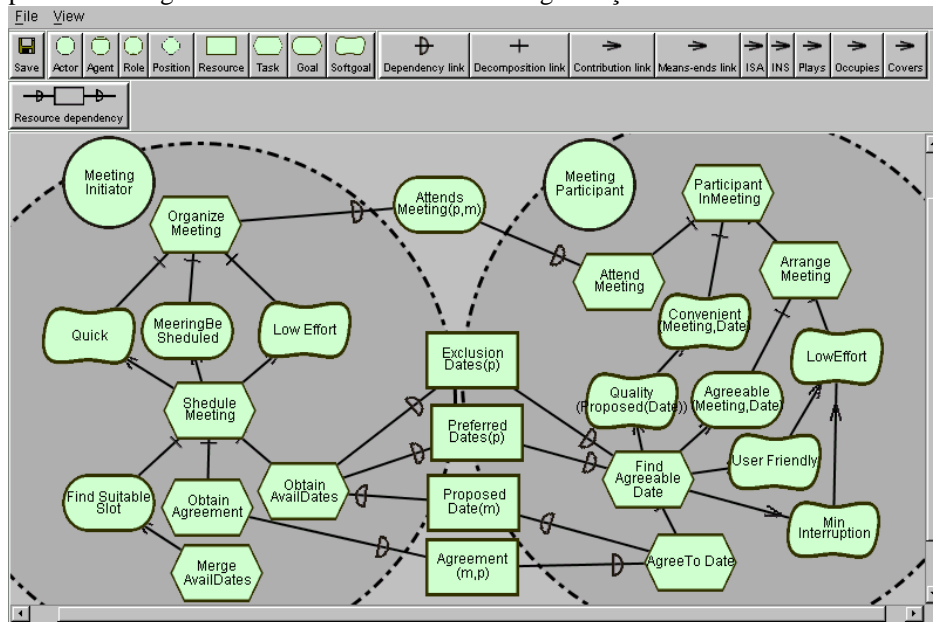 File View
Save Actor Agent Role Position Resource Task Goal Softgoal Dependency link Decomposition link Contribution link Means-ends link ISA INS Plays Occupies Covers
Resource dependency
Meeting
Initiator
Attends
Meeting(p,m)
Meeting
Participant
Participant
InMeeting
Organize
Meeting
Attend
Meeting
Arrange
Meeting
Quick
MeeringBe
Sheduled
Low Effort
Convenient
(Meeting,Date)
Exclusion
Dates(p)
LowEffort
Shedule
Meeting
Quality
(Proposed(Date))
Agreeable
(Meeting,Date)
Preferred
Dates(p)
Find Suitable
Slot
Obtain
Agreement
Obtain
AvailDates
Find
Agreeable
Date
User Friendly
Proposed
Date(m)
Min
Interruption
Merge
AvailDates
Agreement
(m,p)
AgreeTo Date